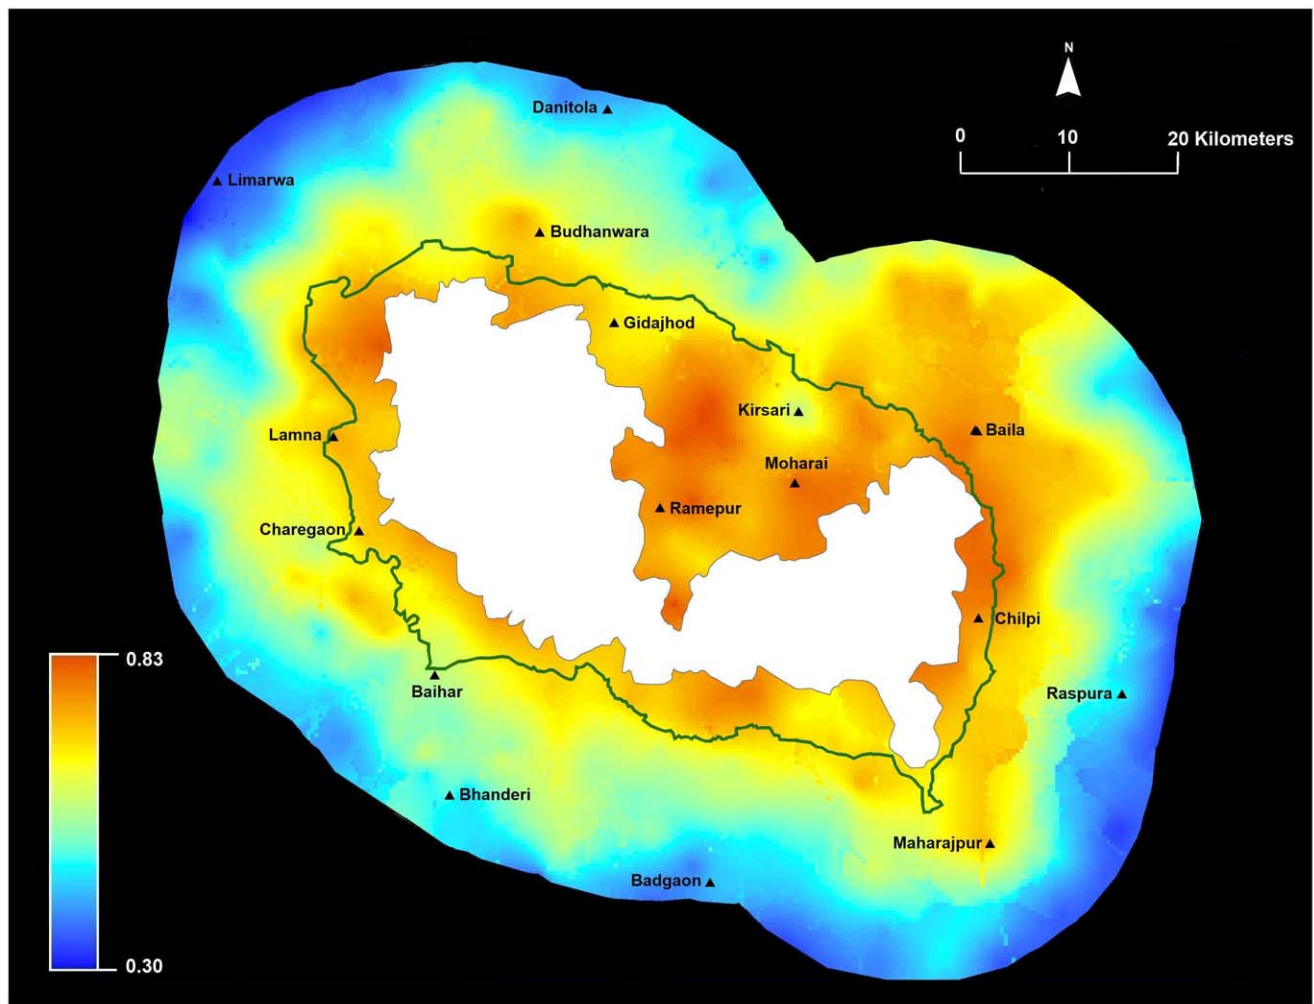 N
0 10 20 Kilometers
Danitola
Limarwa
Budhanwara
Gidajhod
Kirsari
Baila
Lamna
Moharai
Ramepur
Charegaon
Chilpi
0.83
Baihar
Raspura
Bhanderi
Maharajpur
Badgaon
0.30